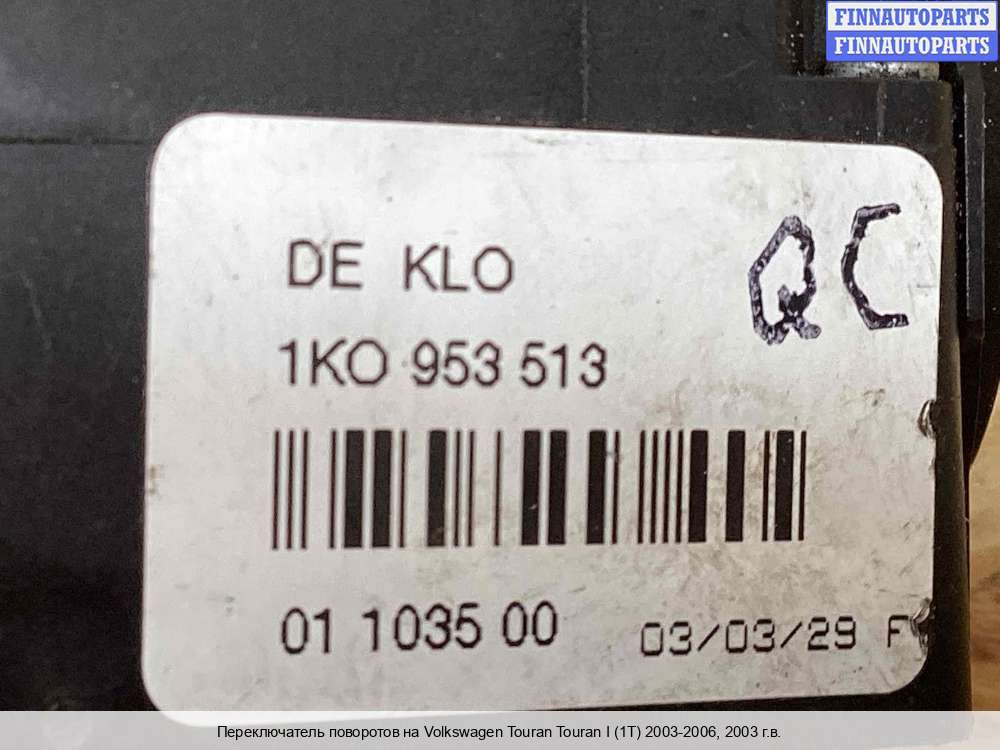 FINNAUTOPARTS
FINNAUTOPARTS
QC
DE KLO
1KO 953 513
01 1035 00
03/03/29 F
Переключатель поворотов на Volkswagen Touran Touran I (1T) 2003-2006, 2003 г.в.